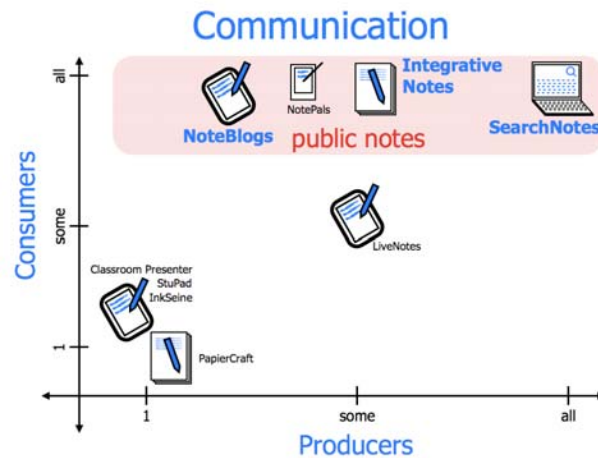 Communication
all
Integrative
Notes
NotePals
NoteBlogs
public notes
SearchNotes
Consumers
some
LiveNotes
Classroom Presenter
StuPad
InkSeine
1
PapierCraft
1
some
all
Producers